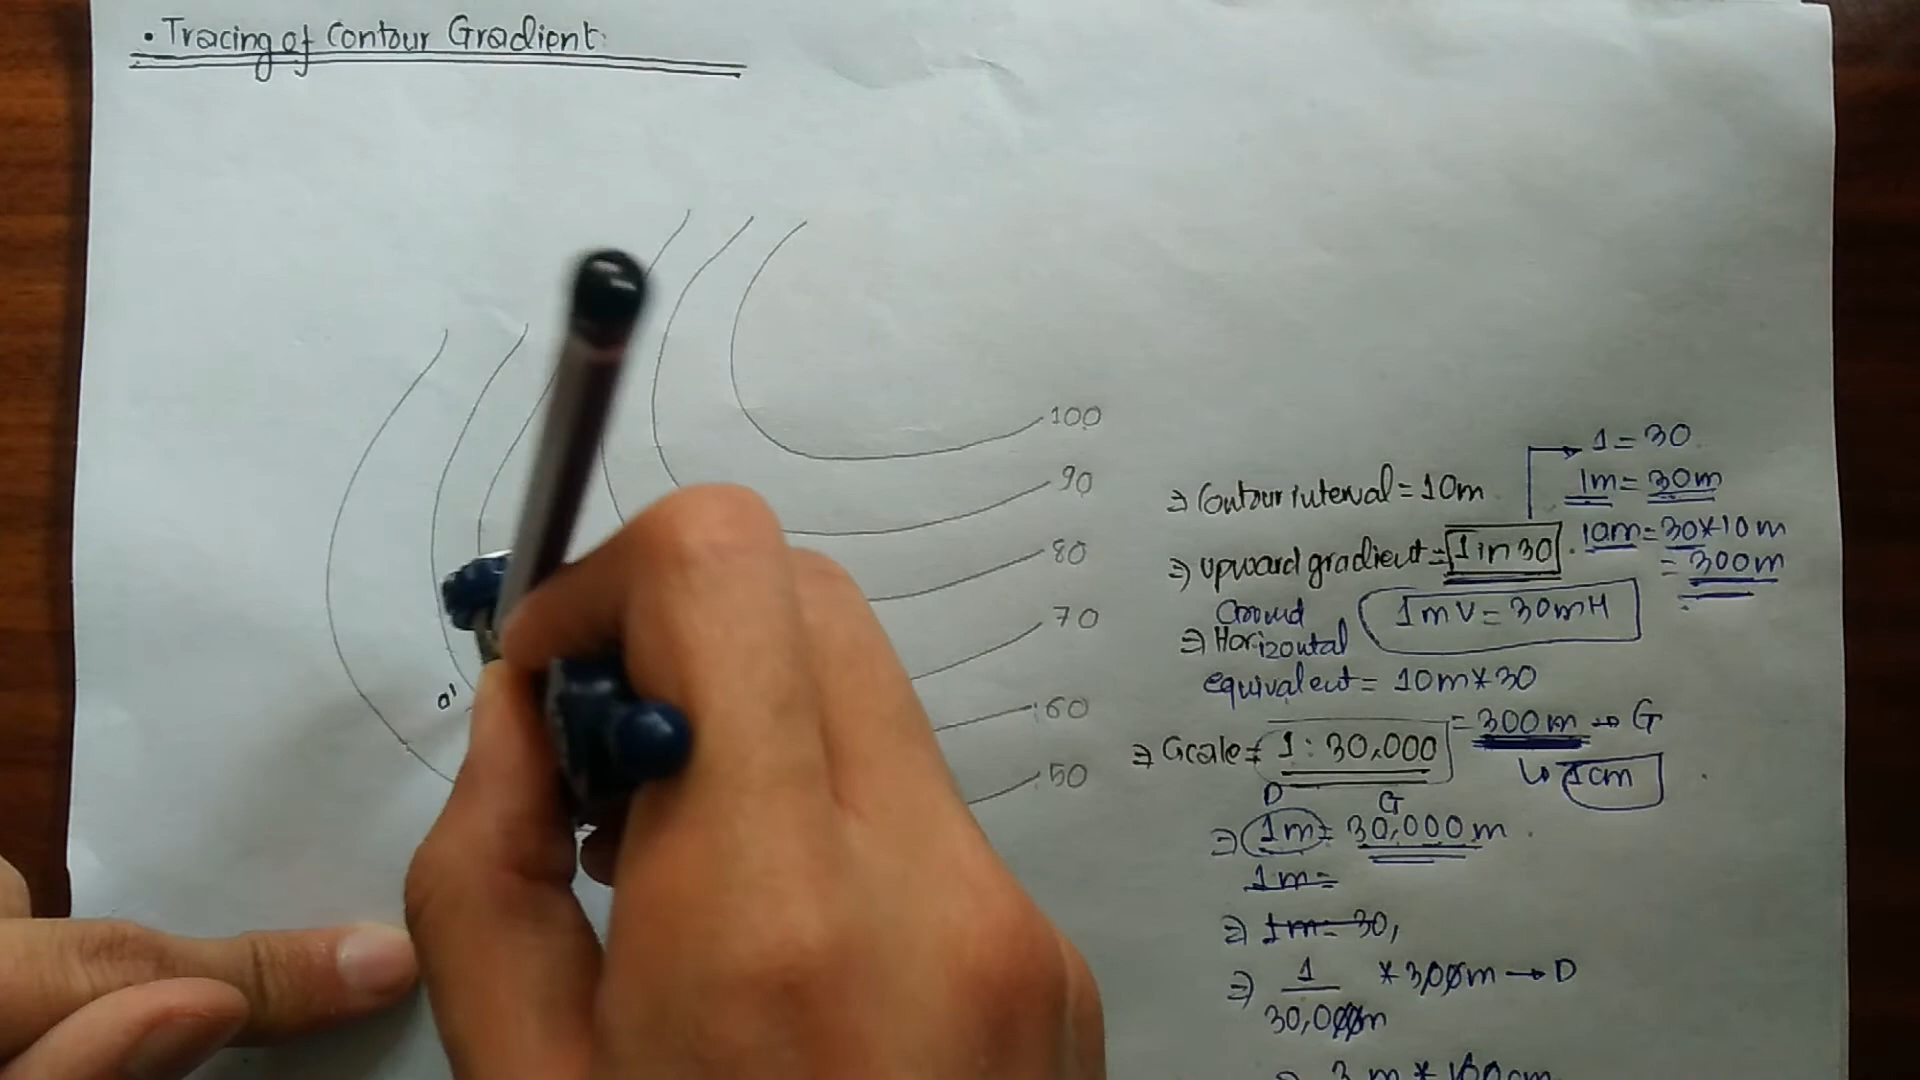 • Tracing of Contour Gradient:
100
90
80
70
60
50
a'
⇒ Contour interval = 10m
⇒ upward gradient = 1 in 30
→ 1 = 30
1m = 30m
10m = 30*10m
= 300m
1mV = 30mH
Ground
⇒ Horizontal
equivalent = 10m*30
= 300m → G
↳ 1cm
⇒ Scale = 1 : 30,000
D G
⇒ 1m = 30,000m
1m =
⇒ 1m = 30,
⇒ 1 * 300m → D
30,000m
⇒ 3 m * 100cm